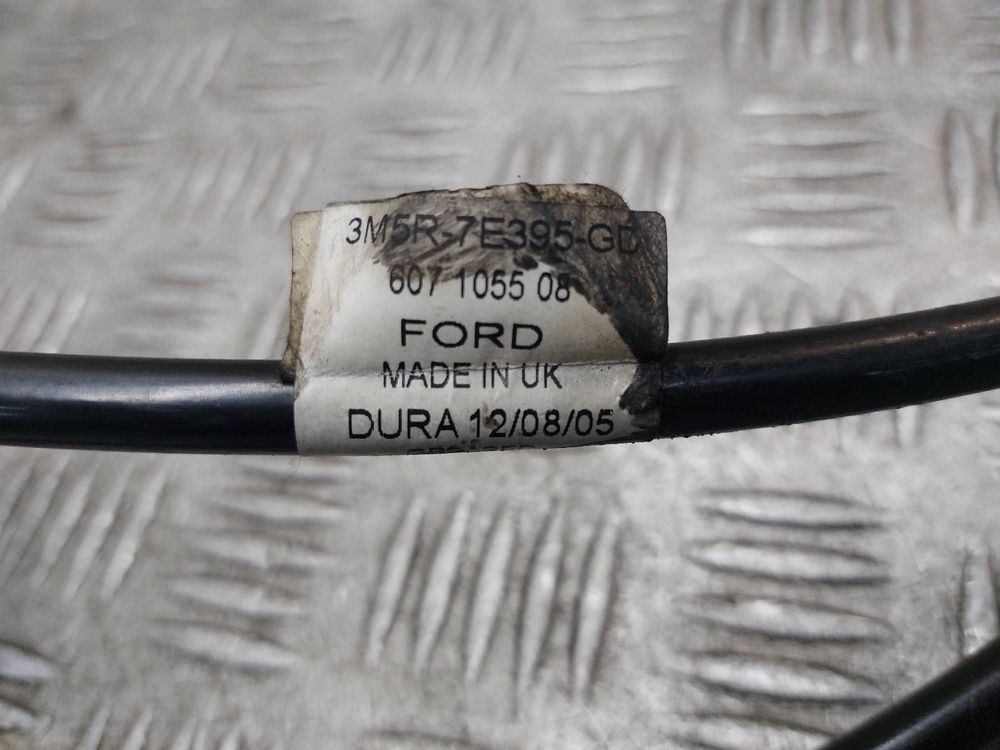 3M5R-7E395-GD
607 1055 08
FORD
MADE IN UK
DURA 12/08/05